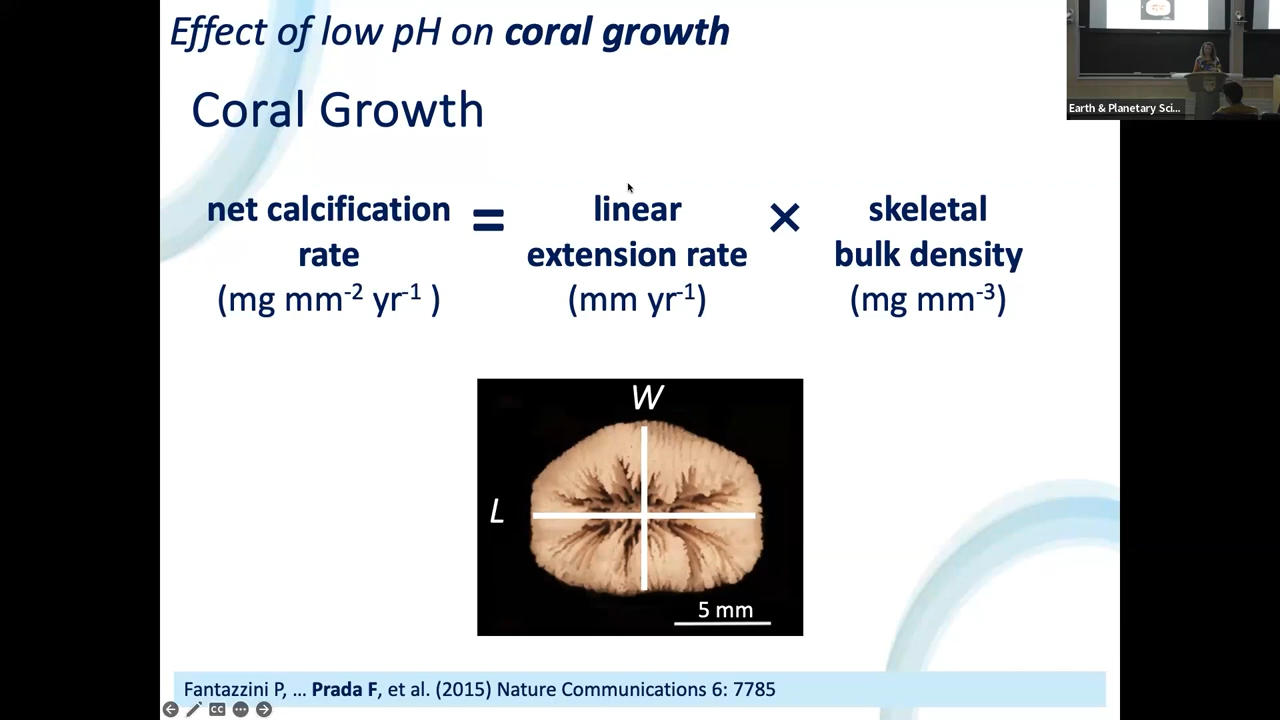 Effect of low pH on coral growth
Coral Growth
net calcification rate (mg mm-2 yr-1 ) = linear extension rate (mm yr-1) × skeletal bulk density (mg mm-3)
W
L
5 mm
Fantazzini P, ... Prada F, et al. (2015) Nature Communications 6: 7785
CC
Earth & Planetary Sci...